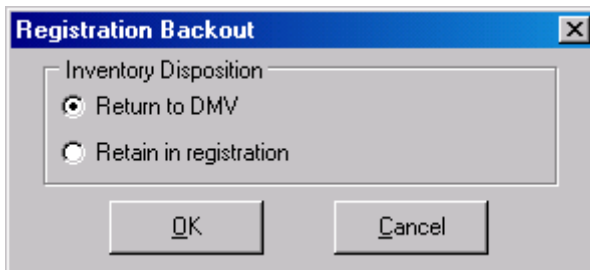 Registration Backout
Inventory Disposition
Return to DMV
Retain in registration
OK Cancel